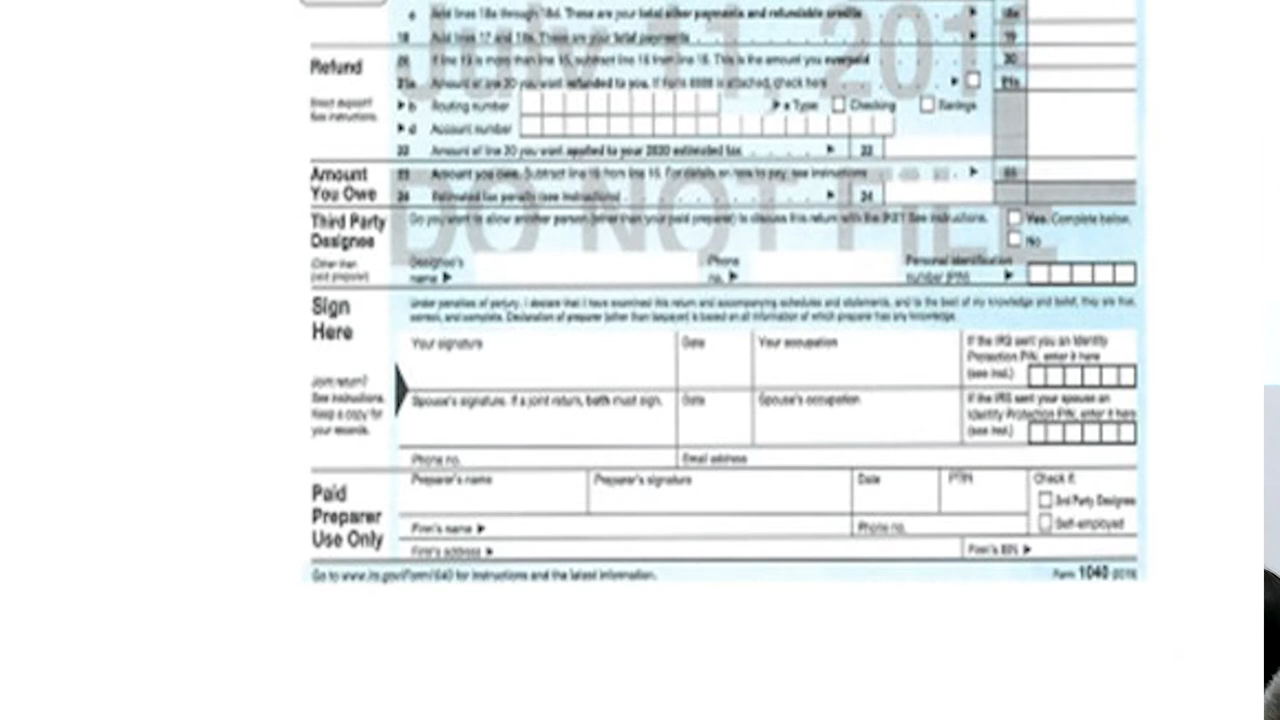 c Add lines 18a through 18d. These are your total other payments and refundable credits ▶ 18e
19 Add lines 17 and 18e. These are your total payments ▶ 19
Refund
20 If line 19 is more than line 16, subtract line 16 from line 19. This is the amount you overpaid 20
21a Amount of line 20 you want refunded to you. If Form 8888 is attached, check here ▶ 21a
Direct deposit?
See instructions.
▶ b Routing number ▶ c Type Checking Savings
▶ d Account number
22 Amount of line 20 you want applied to your 2020 estimated tax ▶ 22
Amount
You Owe
23 Amount you owe. Subtract line 19 from line 16. For details on how to pay, see instructions ▶ 23
24 Estimated tax penalty (see instructions) ▶ 24
July 11, 201
DO NOT FILE
Third Party
Designee
Do you want to allow another person (other than your paid preparer) to discuss this return with the IRS? See instructions.
Yes. Complete below.
No
(Other than
paid preparer)
Designee's
name ▶
Phone
no. ▶
Personal identification
number (PIN) ▶
Sign
Here
Under penalties of perjury, I declare that I have examined this return and accompanying schedules and statements, and to the best of my knowledge and belief, they are true,
correct, and complete. Declaration of preparer (other than taxpayer) is based on all information of which preparer has any knowledge.
Joint return?
See instructions.
Keep a copy for
your records.
Your signature
Date
Your occupation
If the IRS sent you an Identity
Protection PIN, enter it here
(see inst.)
Spouse's signature. If a joint return, both must sign.
Date
Spouse's occupation
If the IRS sent your spouse an
Identity Protection PIN, enter it here
(see inst.)
Phone no.
Email address
Paid
Preparer
Use Only
Preparer's name
Preparer's signature
Date
PTIN
Check if:
3rd Party Designee
Self-employed
Firm's name ▶
Phone no.
Firm's address ▶
Firm's EIN ▶
Go to www.irs.gov/Form1040 for instructions and the latest information.
Form 1040 (2019)